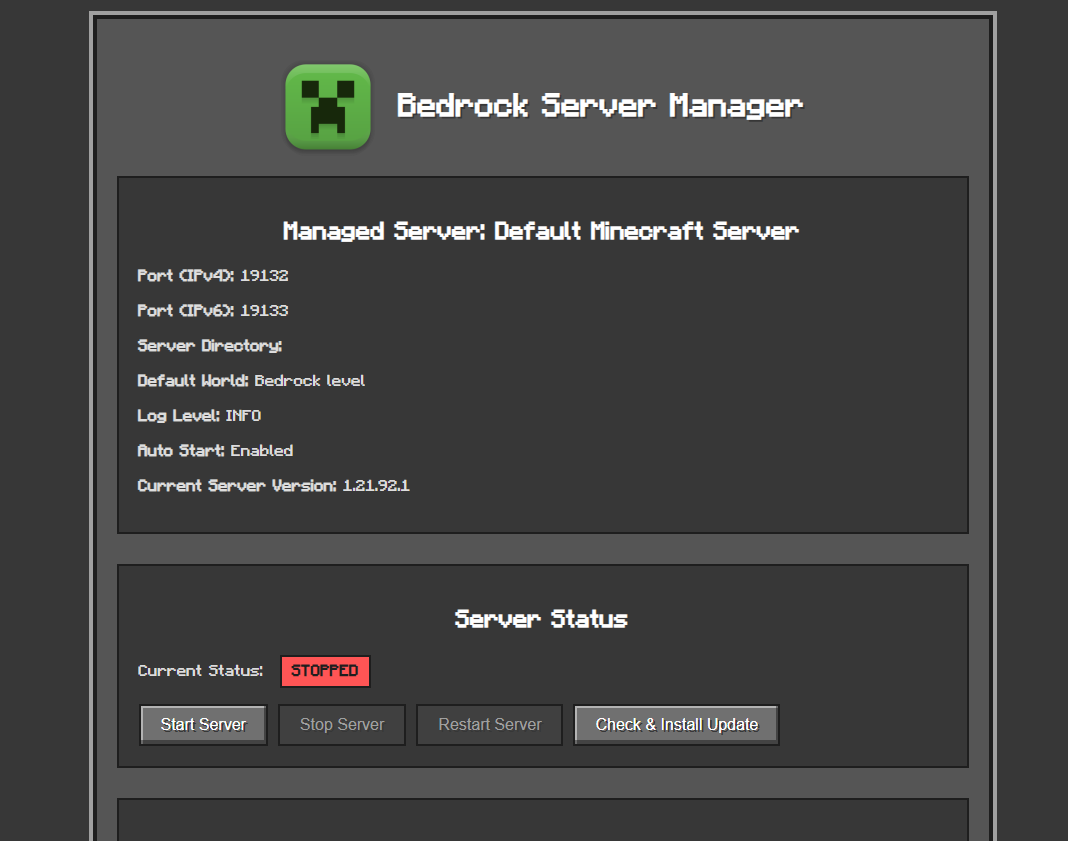 Bedrock Server Manager
Managed Server: Default Minecraft Server
Port (IPv4): 19132
Port (IPv6): 19133
Server Directory:
Default World: Bedrock level
Log Level: INFO
Auto Start: Enabled
Current Server Version: 1.21.92.1
Server Status
Current Status: STOPPED
Start Server Stop Server Restart Server Check & Install Update